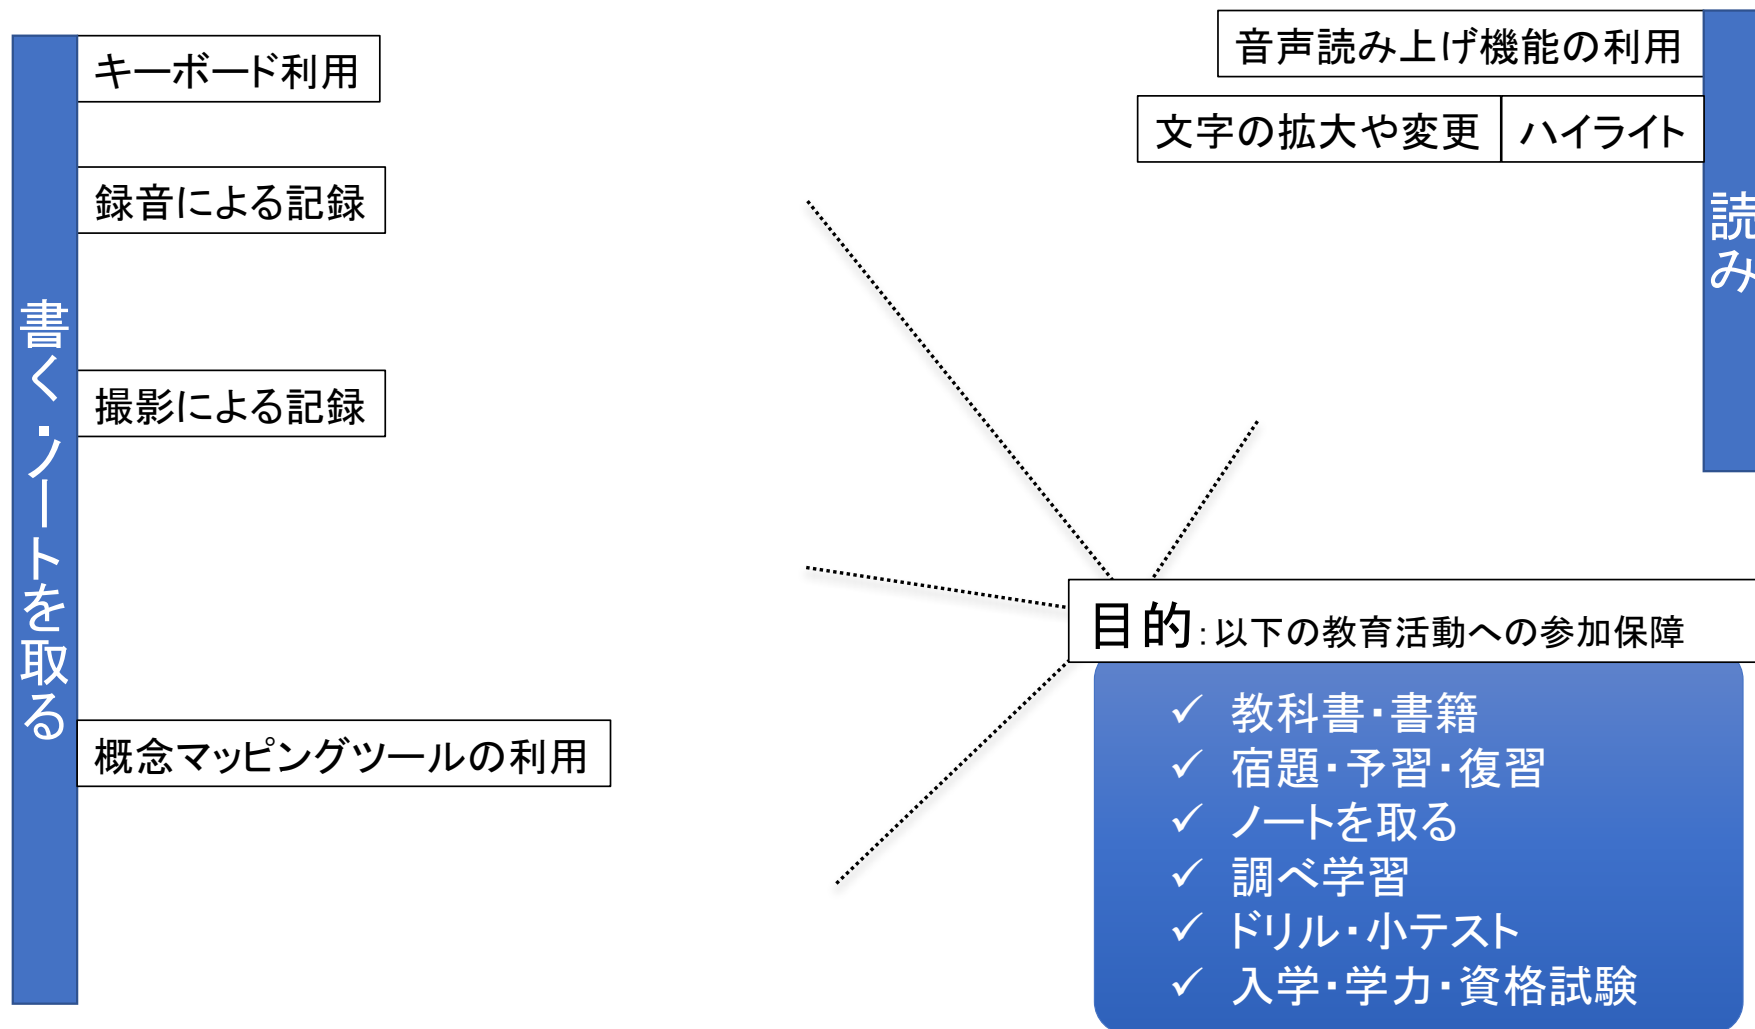 書く・ノートを取る
キーボード利用
録音による記録
撮影による記録
概念マッピングツールの利用
音声読み上げ機能の利用
文字の拡大や変更
ハイライト
読み
目的：以下の教育活動への参加保障
✓ 教科書・書籍
✓ 宿題・予習・復習
✓ ノートを取る
✓ 調べ学習
✓ ドリル・小テスト
✓ 入学・学力・資格試験